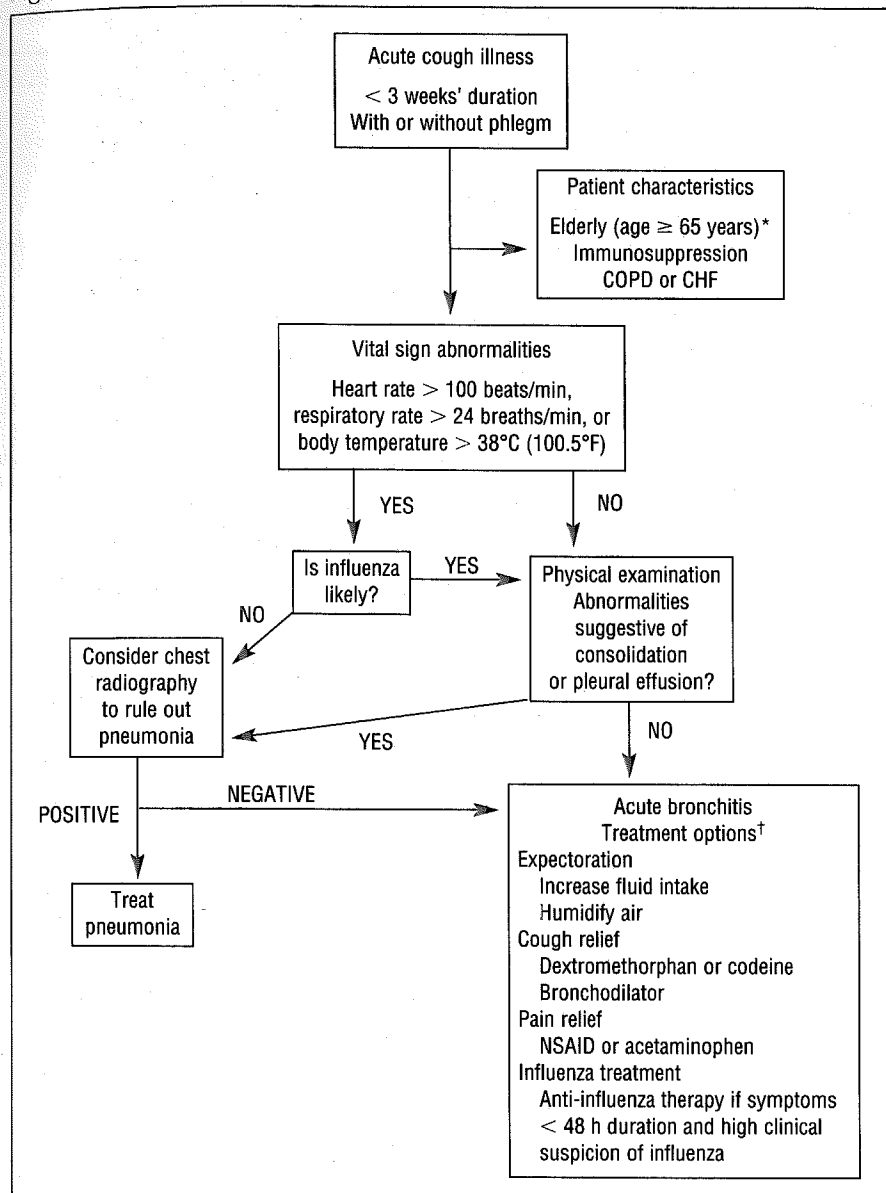 Acute cough illness
< 3 weeks' duration
With or without phlegm
Patient characteristics
Elderly (age ≥ 65 years)*
Immunosuppression
COPD or CHF
Vital sign abnormalities
Heart rate > 100 beats/min,
respiratory rate > 24 breaths/min, or
body temperature > 38°C (100.5°F)
YES
NO
Is influenza
likely?
YES
Physical examination
Abnormalities
suggestive of
consolidation
or pleural effusion?
NO
Consider chest
radiography
to rule out
pneumonia
YES
NO
POSITIVE
NEGATIVE
Treat
pneumonia
Acute bronchitis
Treatment options†
Expectoration
Increase fluid intake
Humidify air
Cough relief
Dextromethorphan or codeine
Bronchodilator
Pain relief
NSAID or acetaminophen
Influenza treatment
Anti-influenza therapy if symptoms
< 48 h duration and high clinical
suspicion of influenza